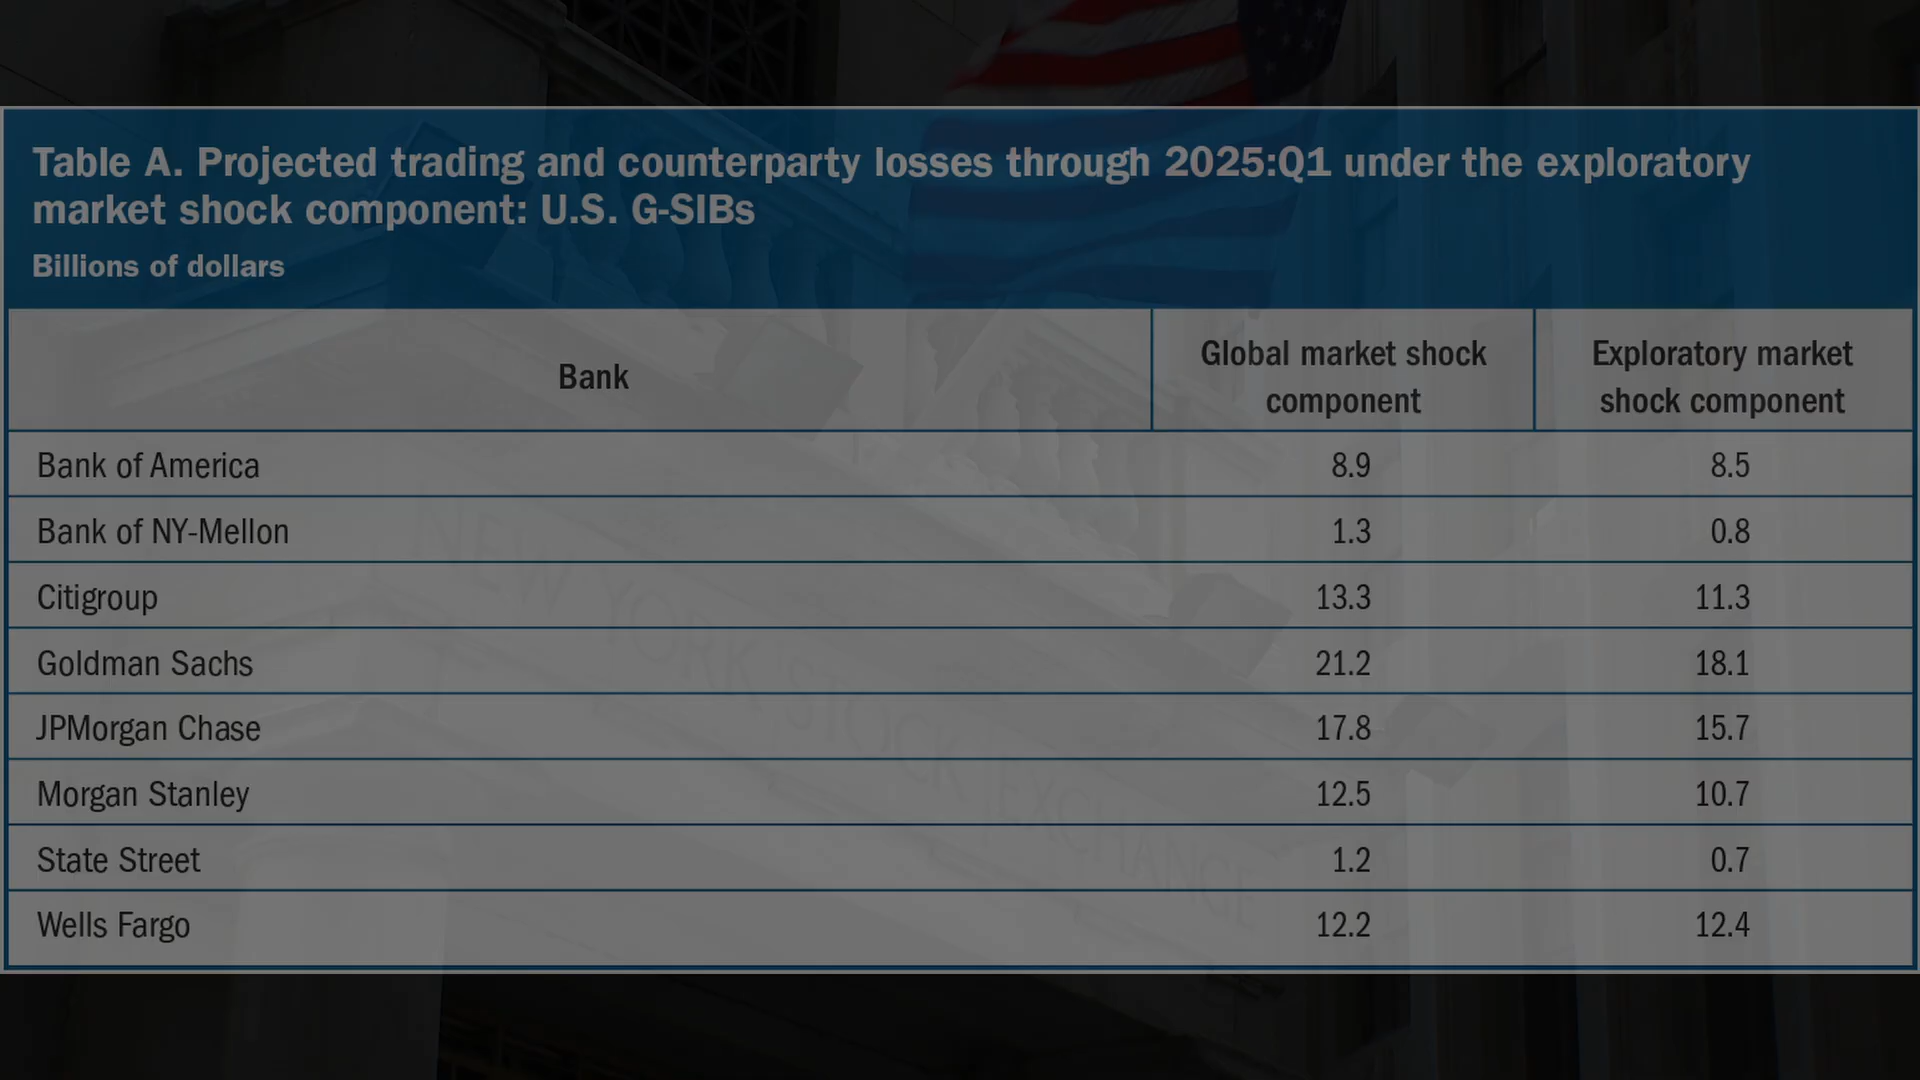 Table A. Projected trading and counterparty losses through 2025:Q1 under the exploratory
market shock component: U.S. G-SIBs
Billions of dollars
Bank
Global market shock
component
Exploratory market
shock component
Bank of America 8.9 8.5
Bank of NY-Mellon 1.3 0.8
Citigroup 13.3 11.3
Goldman Sachs 21.2 18.1
JPMorgan Chase 17.8 15.7
Morgan Stanley 12.5 10.7
State Street 1.2 0.7
Wells Fargo 12.2 12.4
NEW YORK STOCK EXCHANGE